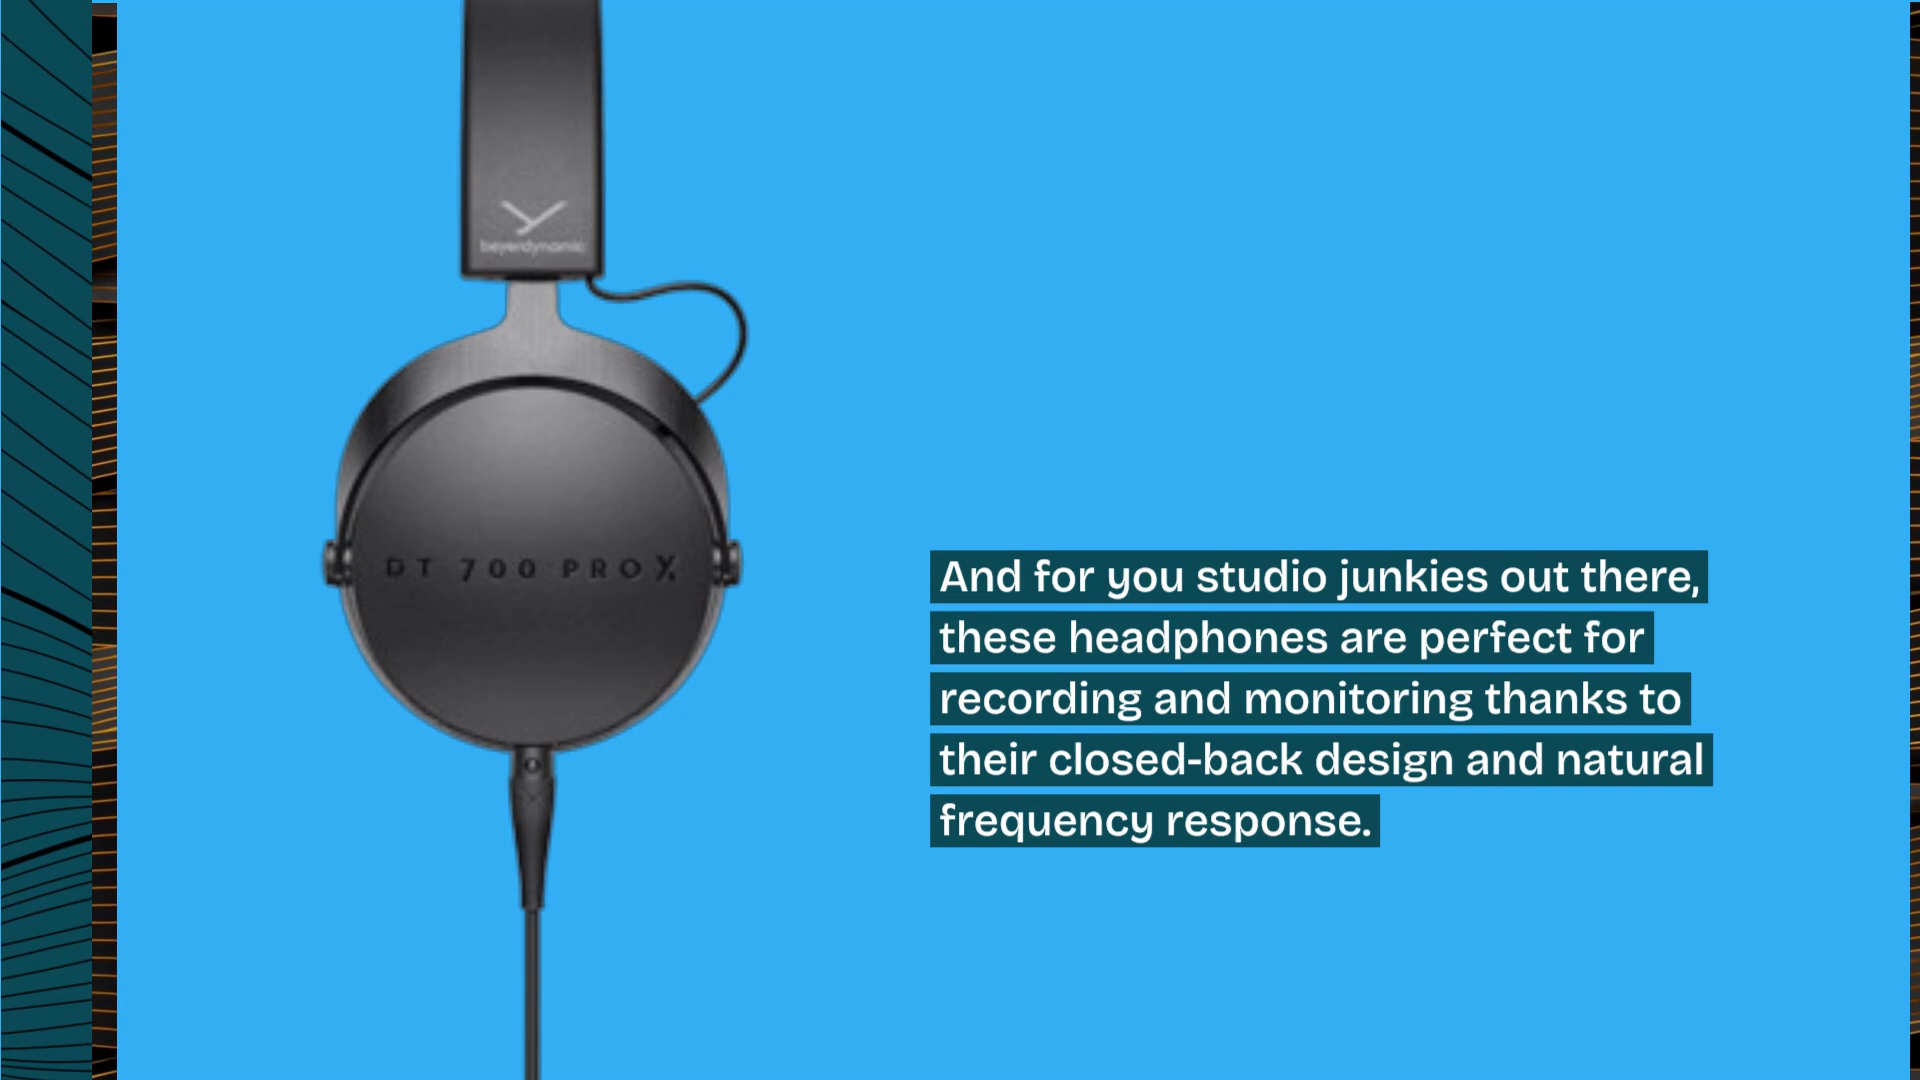 beyerdynamic
DT 700 PRO X
And for you studio junkies out there,
these headphones are perfect for
recording and monitoring thanks to
their closed-back design and natural
frequency response.